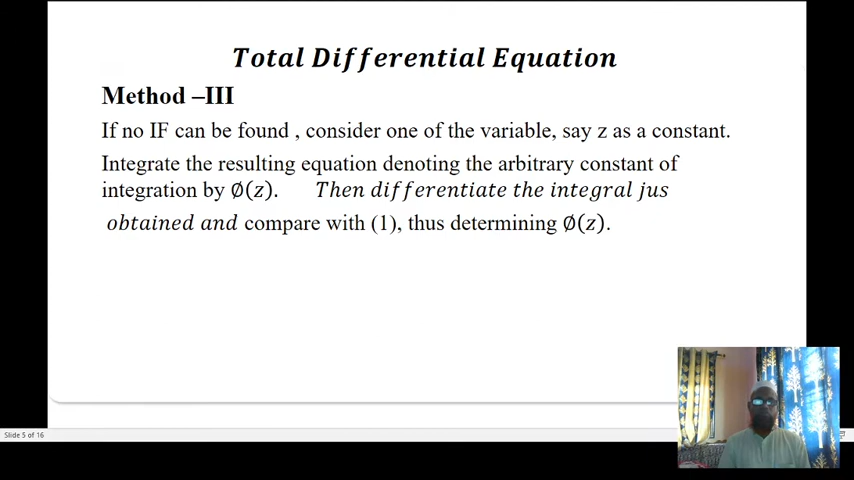 Total Differential Equation
Method –III
If no IF can be found , consider one of the variable, say z as a constant.
Integrate the resulting equation denoting the arbitrary constant of
integration by Ø(z). Then differentiate the integral jus
obtained and compare with (1), thus determining Ø(z).
Slide 5 of 16